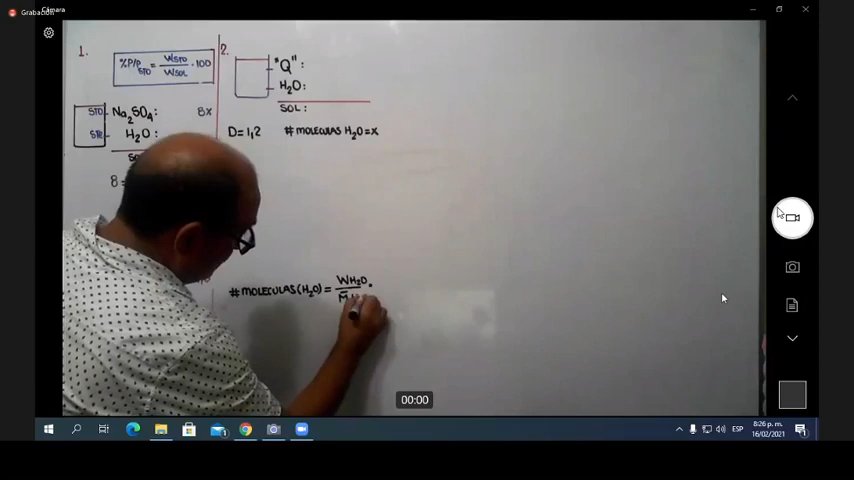 Grabación
Cámara
1.
%P/P STO = WSTO / WSOL . 100
STO Na2SO4: 8X
STE H2O:
8 =
2.
"Q":
H2O:
SOL:
D=1,2 # MOLECULAS H2O=X
# MOLECULAS (H2O) = WH2O / M̄
00:00
ESP
8:26 p. m.
16/02/2021